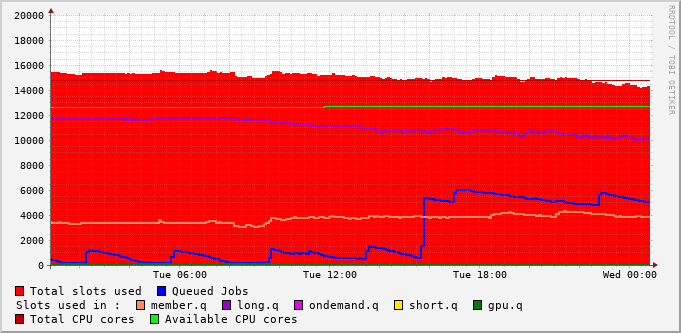 20000
18000
16000
14000
12000
10000
8000
6000
4000
2000
0
Tue 06:00 Tue 12:00 Tue 18:00 Wed 00:00
Total slots used Queued Jobs
Slots used in : member.q long.q ondemand.q short.q gpu.q
Total CPU cores Available CPU cores
RRDTOOL / TOBI OETIKER